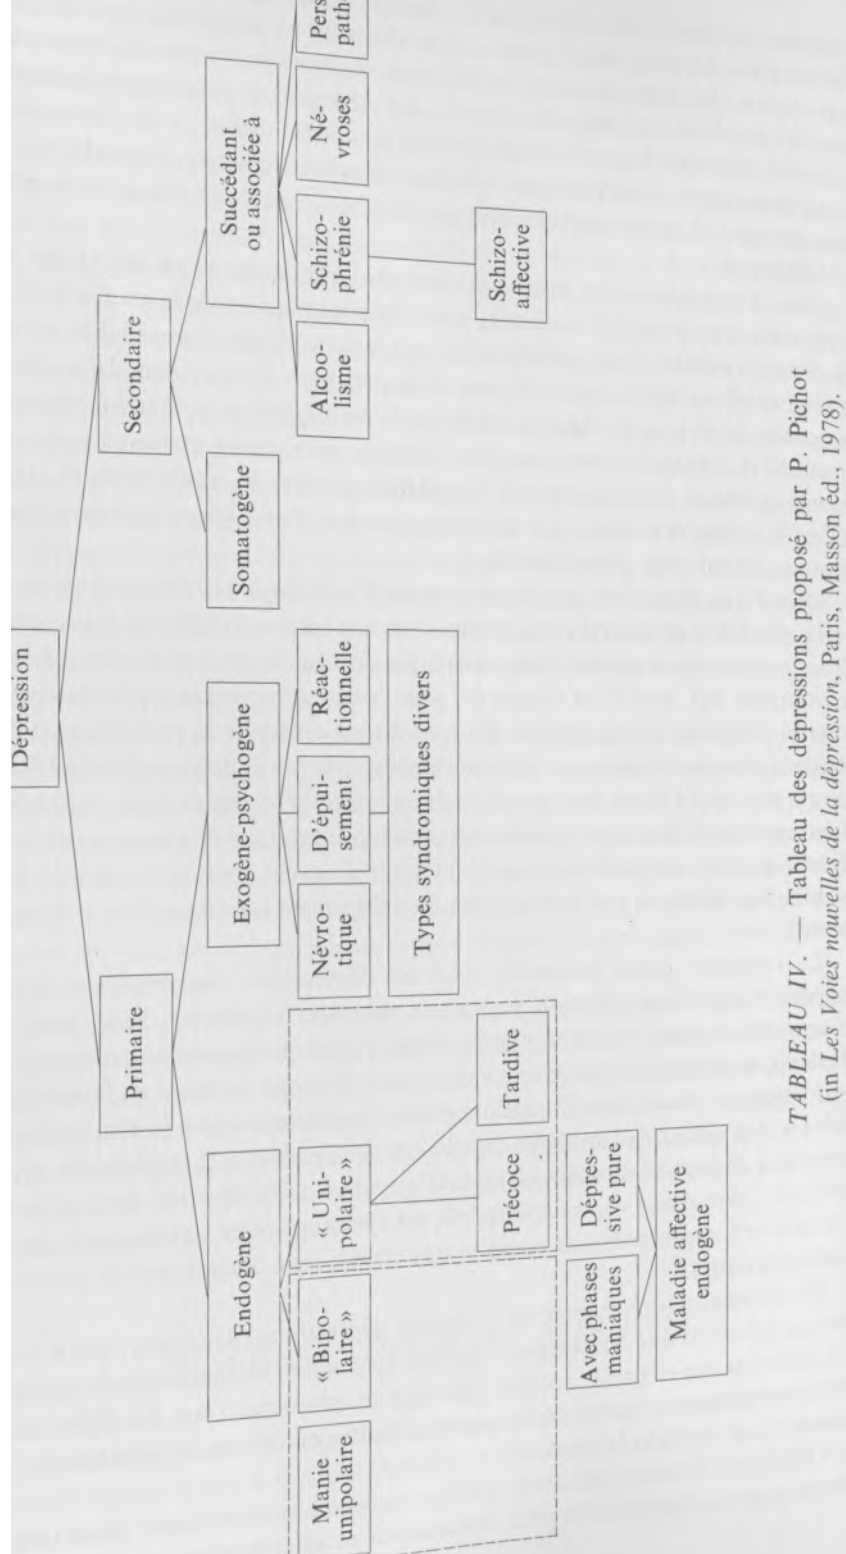 Dépression
Primaire
Secondaire
Endogène
Exogène-psychogène
Somatogène
Succédant
ou associée à
Manie
unipolaire
« Bipo-
laire »
« Uni-
polaire »
Névro-
tique
D'épui-
sement
Réac-
tionnelle
Alcoo-
lisme
Schizo-
phrénie
Né-
vroses
Pers
path
Types syndromiques divers
Précoce
Tardive
Schizo-
affective
Avec phases
maniaques
Dépres-
sive pure
Maladie affective
endogène
TABLEAU IV. — Tableau des dépressions proposé par P. Pichot
(in Les Voies nouvelles de la dépression, Paris, Masson éd., 1978).